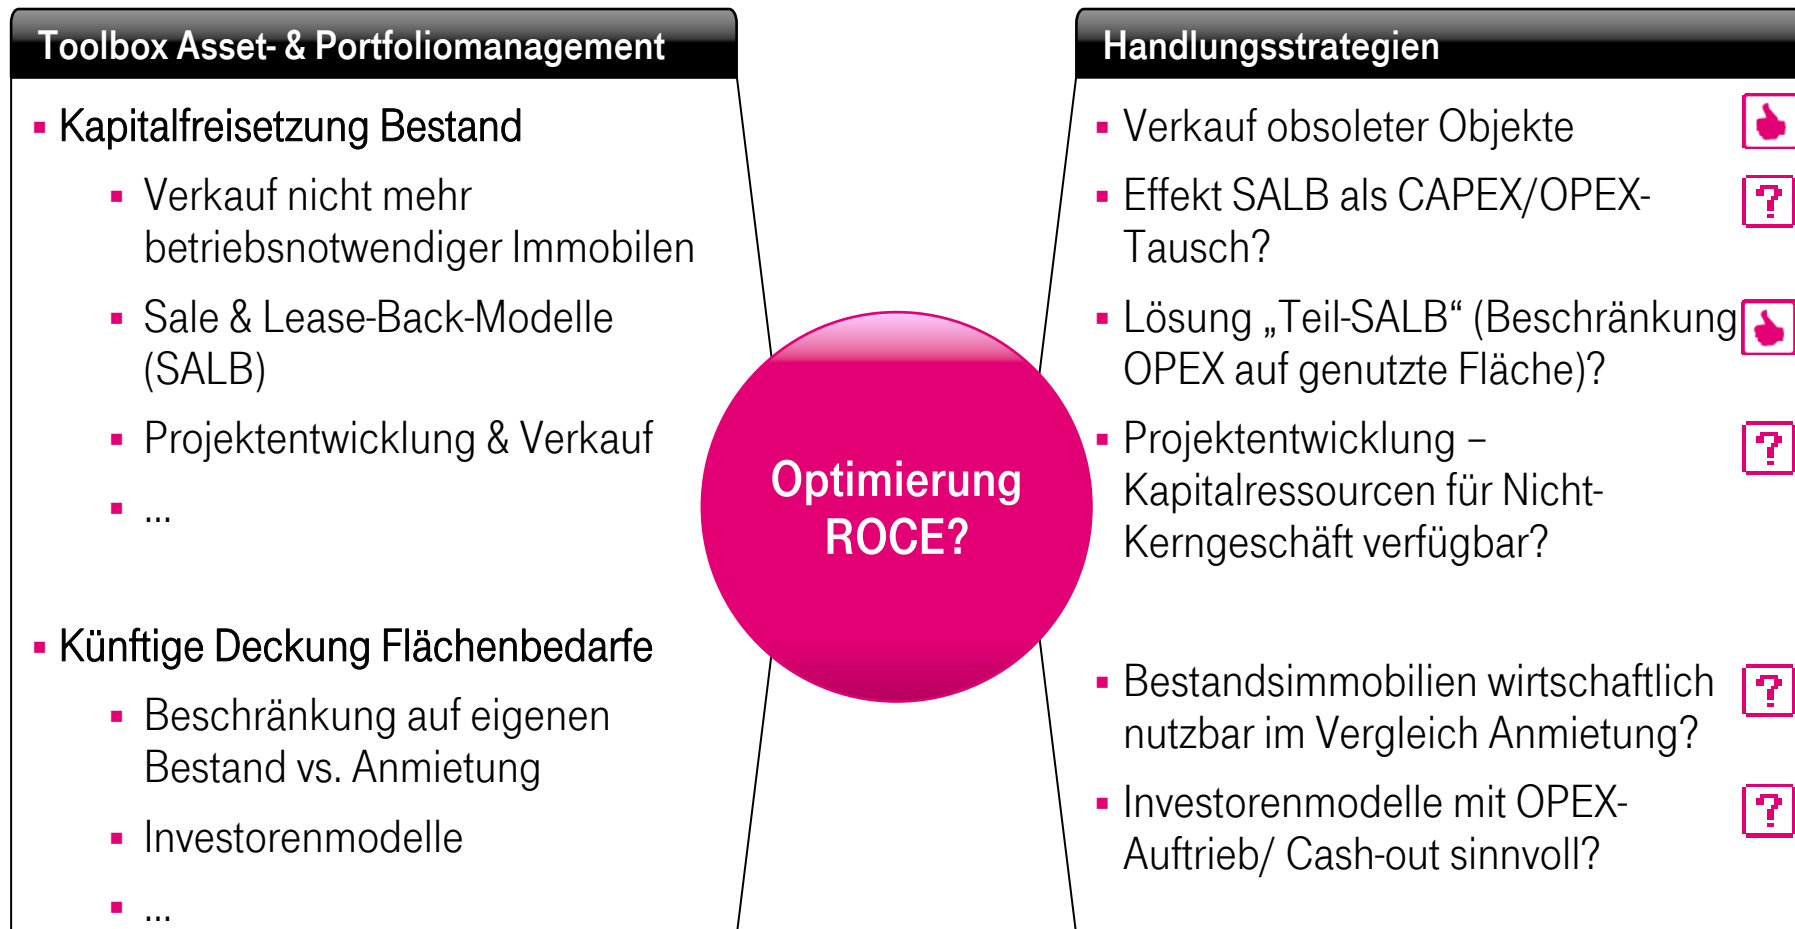 Toolbox Asset- & Portfoliomanagement
▪ Kapitalfreisetzung Bestand
▪ Verkauf nicht mehr
betriebsnotwendiger Immobilen
▪ Sale & Lease-Back-Modelle
(SALB)
▪ Projektentwicklung & Verkauf
▪ ...
▪ Künftige Deckung Flächenbedarfe
▪ Beschränkung auf eigenen
Bestand vs. Anmietung
▪ Investorenmodelle
▪ ...
Optimierung
ROCE?
Handlungsstrategien
▪ Verkauf obsoleter Objekte
▪ Effekt SALB als CAPEX/OPEX-
Tausch?
?
▪ Lösung „Teil-SALB“ (Beschränkung
OPEX auf genutzte Fläche)?
▪ Projektentwicklung –
Kapitalressourcen für Nicht-
Kerngeschäft verfügbar?
?
▪ Bestandsimmobilien wirtschaftlich
nutzbar im Vergleich Anmietung?
?
▪ Investorenmodelle mit OPEX-
Auftrieb/ Cash-out sinnvoll?
?